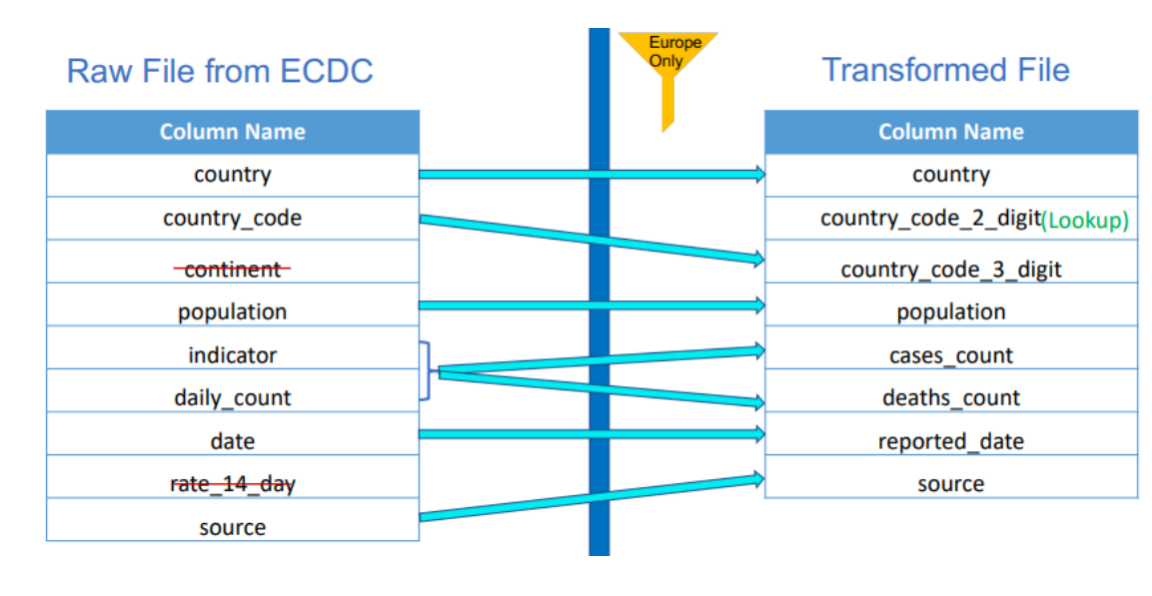 Raw File from ECDC
Europe
Only
Transformed File
Column Name
country
country_code
continent
population
indicator
daily_count
date
rate_14_day
source
Column Name
country
country_code_2_digit(Lookup)
country_code_3_digit
population
cases_count
deaths_count
reported_date
source